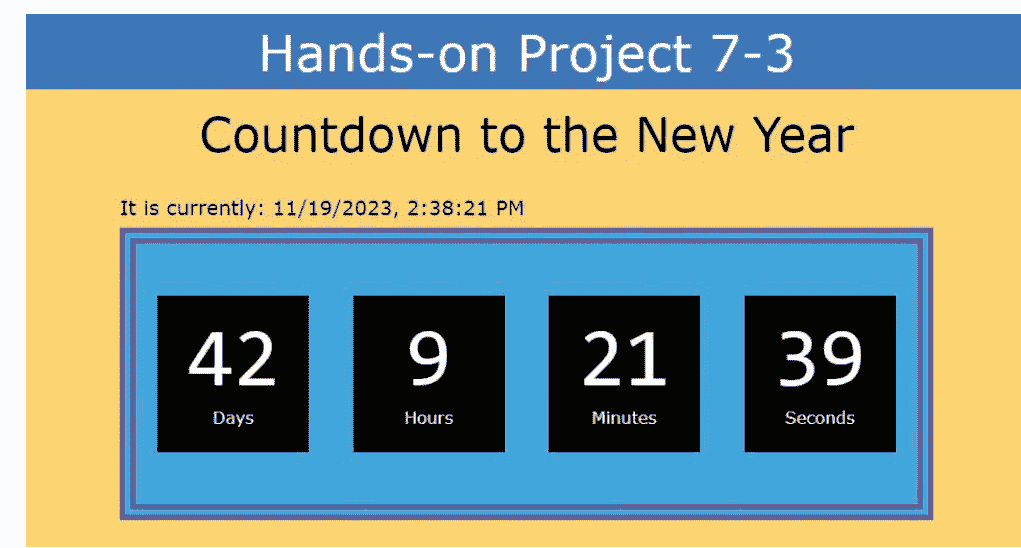 Hands-on Project 7-3
Countdown to the New Year
It is currently: 11/19/2023, 2:38:21 PM
42 9 21 39
Days Hours Minutes Seconds